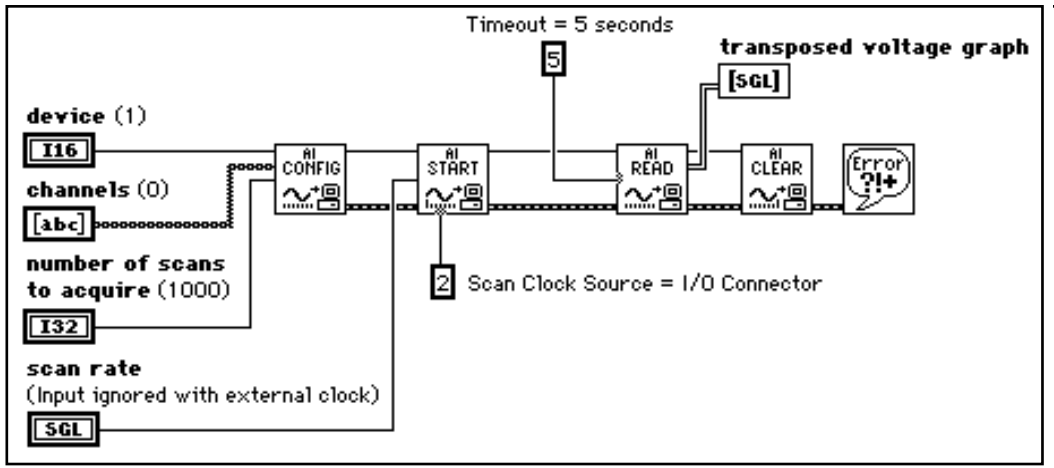 Timeout = 5 seconds
5
transposed voltage graph
[SGL]
device (1)
I16
AI
CONFIG
AI
START
AI
READ
AI
CLEAR
Error
?!+
channels (0)
[abc]
number of scans
to acquire (1000)
2 Scan Clock Source = I/O Connector
I32
scan rate
(Input ignored with external clock)
SGL